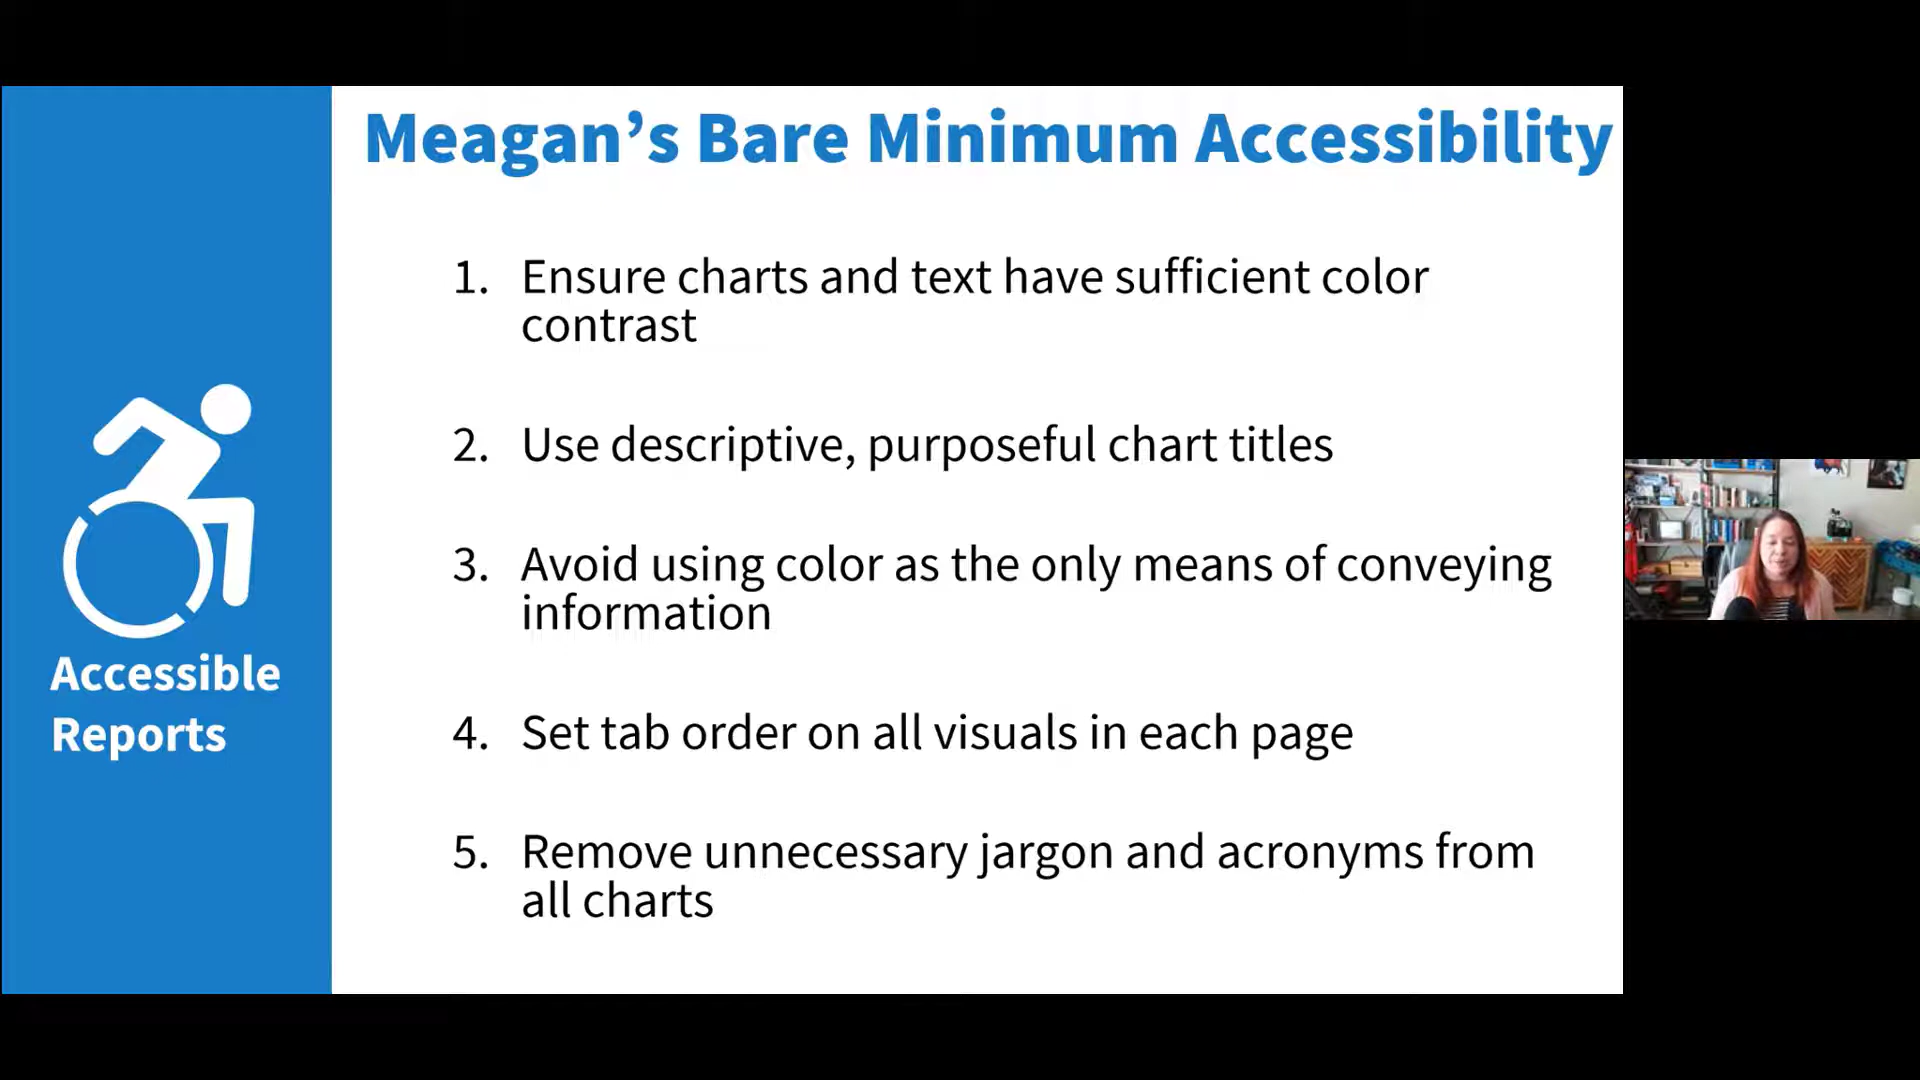 Meagan’s Bare Minimum Accessibility
1. Ensure charts and text have sufficient color
contrast
2. Use descriptive, purposeful chart titles
3. Avoid using color as the only means of conveying
information
4. Set tab order on all visuals in each page
5. Remove unnecessary jargon and acronyms from
all charts
Accessible
Reports